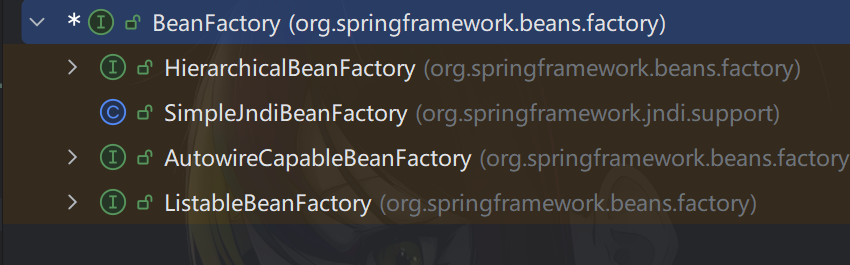 * I BeanFactory (org.springframework.beans.factory)
I HierarchicalBeanFactory (org.springframework.beans.factory)
C SimpleJndiBeanFactory (org.springframework.jndi.support)
I AutowireCapableBeanFactory (org.springframework.beans.factory
I ListableBeanFactory (org.springframework.beans.factory)